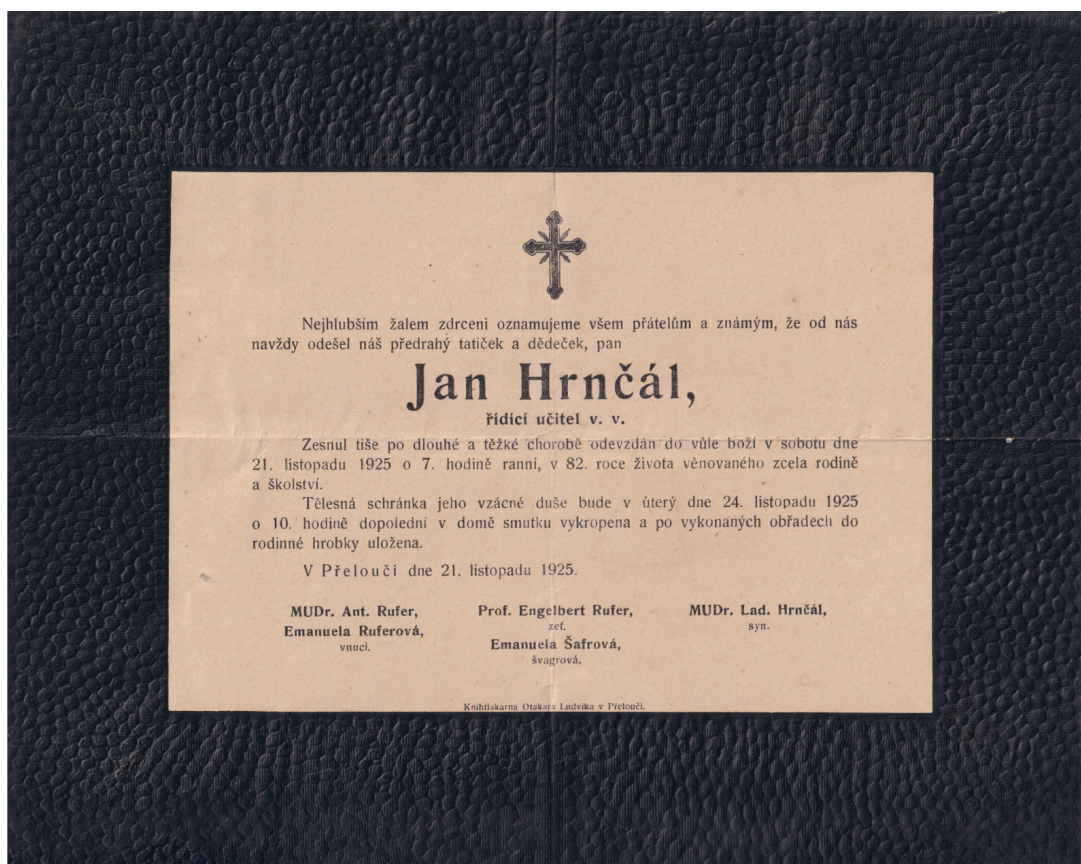 Nejhlubším žalem zdrceni oznamujeme všem přátelům a známým, že od nás
navždy odešel náš předrahý tatíček a dědeček, pan
Jan Hrnčál,
řídící učitel v. v.
Zesnul tiše po dlouhé a těžké chorobě odevzdán do vůle boží v sobotu dne
21. listopadu 1925 o 7. hodině ranní, v 82. roce života věnovaného zcela rodině
a školství.
Tělesná schránka jeho vzácné duše bude v úterý dne 24. listopadu 1925
o 10. hodině dopolední v domě smutku vykropena a po vykonaných obřadech do
rodinné hrobky uložena.
V Přelouči dne 21. listopadu 1925.
MUDr. Ant. Rufer,
Emanuela Ruferová,
vnuci.
Prof. Engelbert Rufer,
zeť.
Emanuela Šafrová,
švagrová.
MUDr. Lad. Hrnčál,
syn.
Knihtiskárna Otakara Ludvíka v Přelouči.